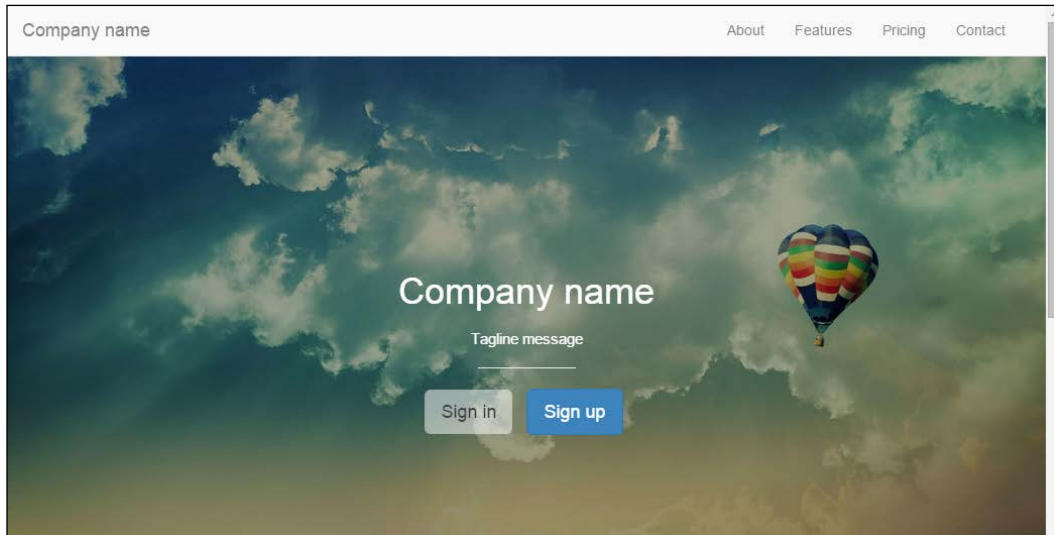 Company name
About Features Pricing Contact
Company name
Tagline message
Sign in Sign up